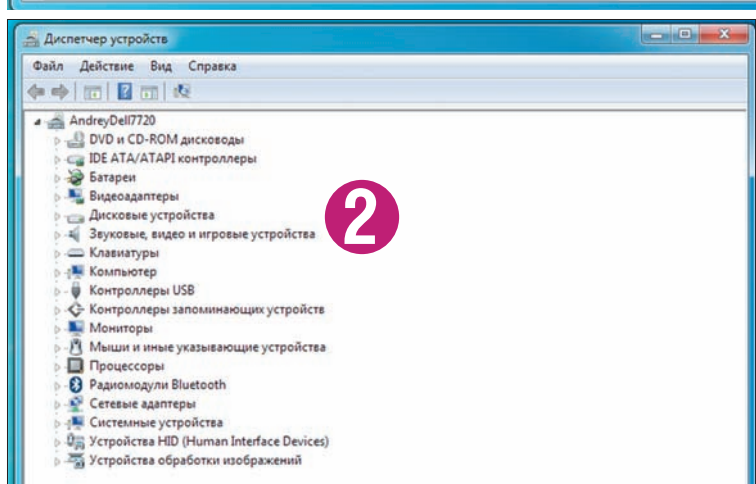 Диспетчер устройств
Файл Действие Вид Справка
AndreyDell7720
DVD и CD-ROM дисководы
IDE ATA/ATAPI контроллеры
Батареи
Видеоадаптеры
Дисковые устройства
2
Звуковые, видео и игровые устройства
Клавиатуры
Компьютер
Контроллеры USB
Контроллеры запоминающих устройств
Мониторы
Мыши и иные указывающие устройства
Процессоры
Радиомодули Bluetooth
Сетевые адаптеры
Системные устройства
Устройства HID (Human Interface Devices)
Устройства обработки изображений